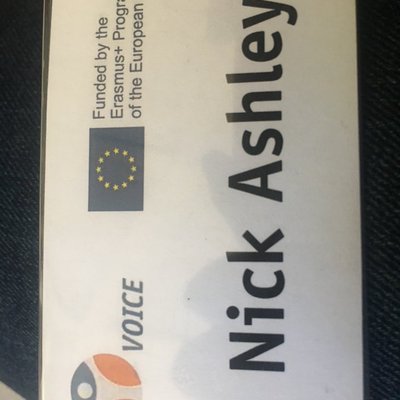 Funded by the
Erasmus+
of the European
VOICE
Nick Ashley